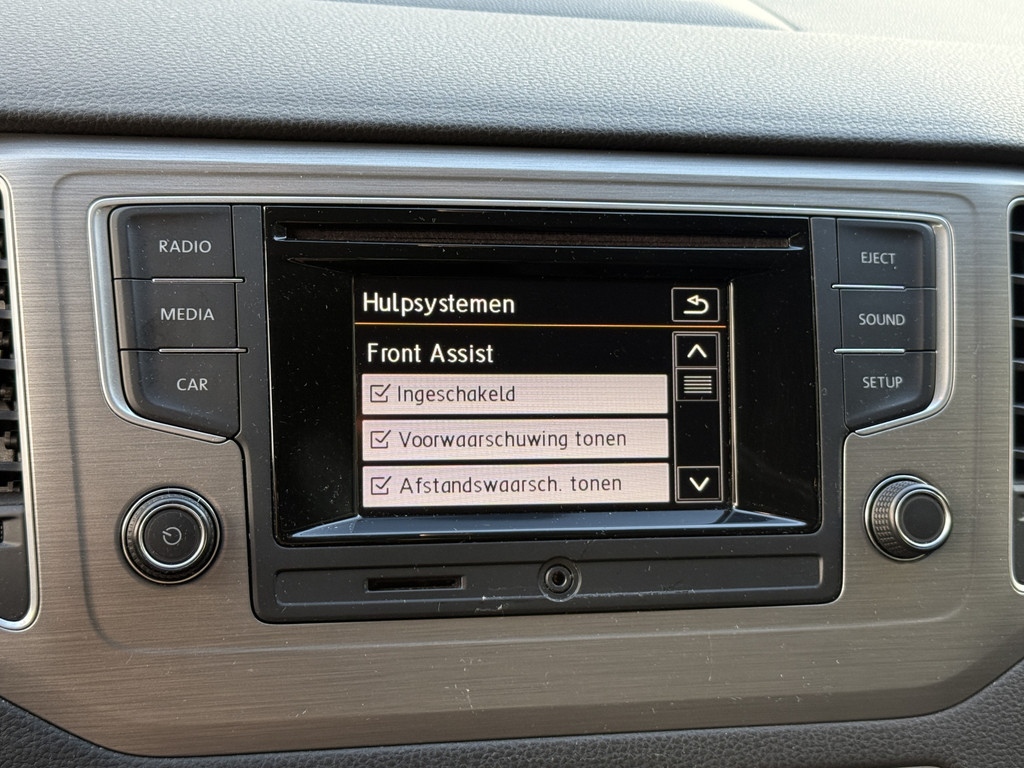 RADIO
MEDIA
CAR
Hulpsystemen
Front Assist
Ingeschakeld
Voorwaarschuwing tonen
Afstandswaarsch. tonen
EJECT
SOUND
SETUP